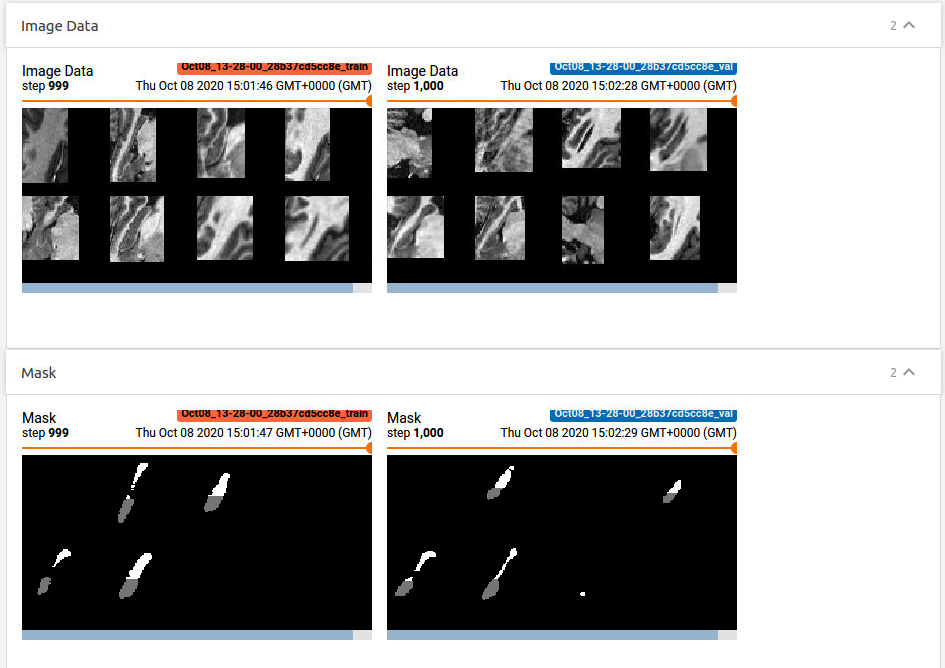 Image Data 2
Image Data Oct08_13-28-00_28b37cd5cc8e_train
step 999 Thu Oct 08 2020 15:01:46 GMT+0000 (GMT)
Image Data Oct08_13-28-00_28b37cd5cc8e_val
step 1,000 Thu Oct 08 2020 15:02:28 GMT+0000 (GMT)
Mask 2
Mask Oct08_13-28-00_28b37cd5cc8e_train
step 999 Thu Oct 08 2020 15:01:47 GMT+0000 (GMT)
Mask Oct08_13-28-00_28b37cd5cc8e_val
step 1,000 Thu Oct 08 2020 15:02:29 GMT+0000 (GMT)